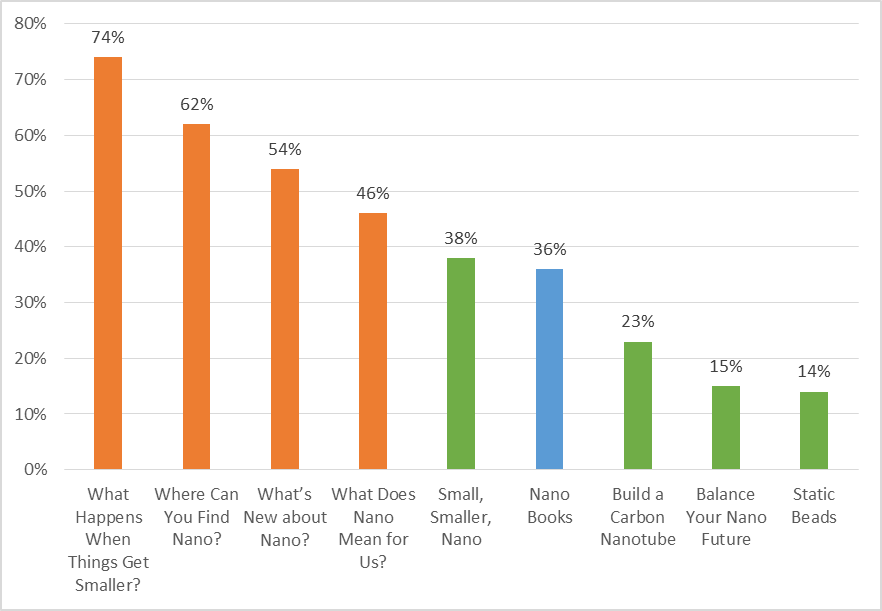 80%
70%
60%
50%
40%
30%
20%
10%
0%
74%
62%
54%
46%
38%
36%
23%
15%
14%
What
Happens
When
Things Get
Smaller?
Where Can
You Find
Nano?
What’s
New about
Nano?
What Does
Nano
Mean for
Us?
Small,
Smaller,
Nano
Nano
Books
Build a
Carbon
Nanotube
Balance
Your Nano
Future
Static
Beads